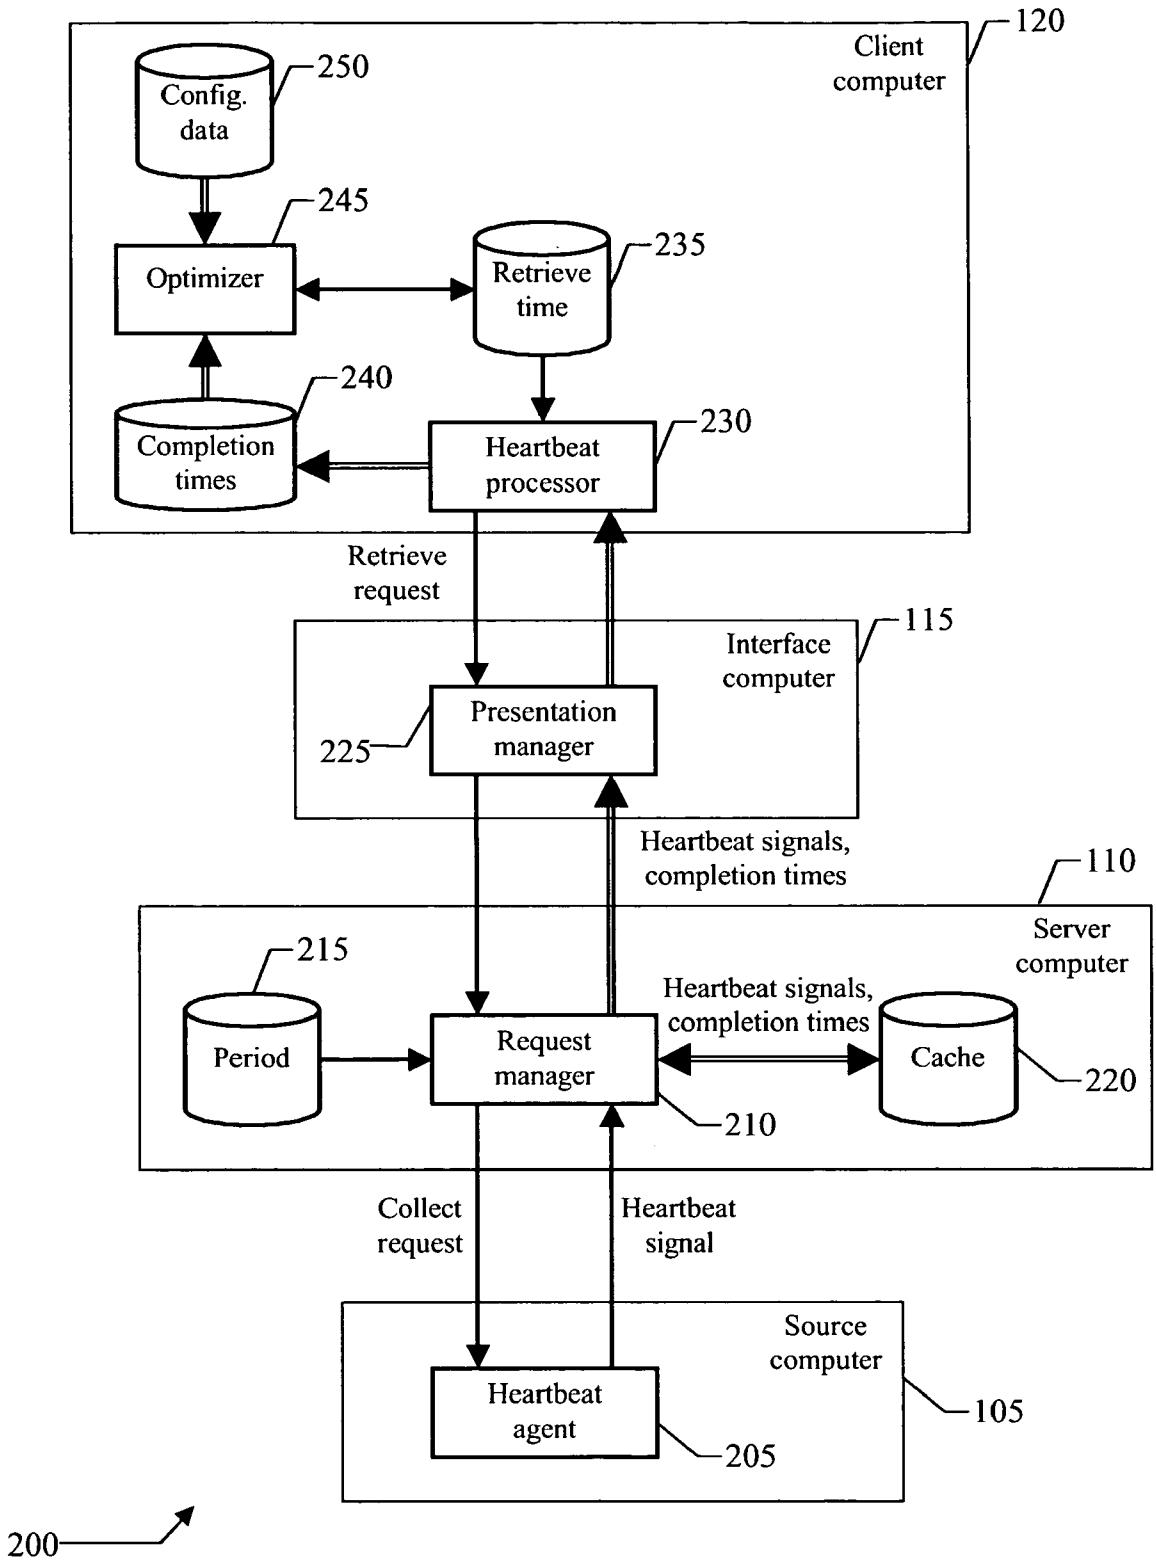 120
Client
computer
250
Config.
data
245
Optimizer
235
Retrieve
time
240
Completion
times
230
Heartbeat
processor
Retrieve
request
115
Interface
computer
Presentation
manager
225
Heartbeat signals,
completion times
110
Server
computer
215
Period
Heartbeat signals,
completion times
Request
manager
Cache
220
210
Collect
request
Heartbeat
signal
Source
computer
105
Heartbeat
agent
205
200